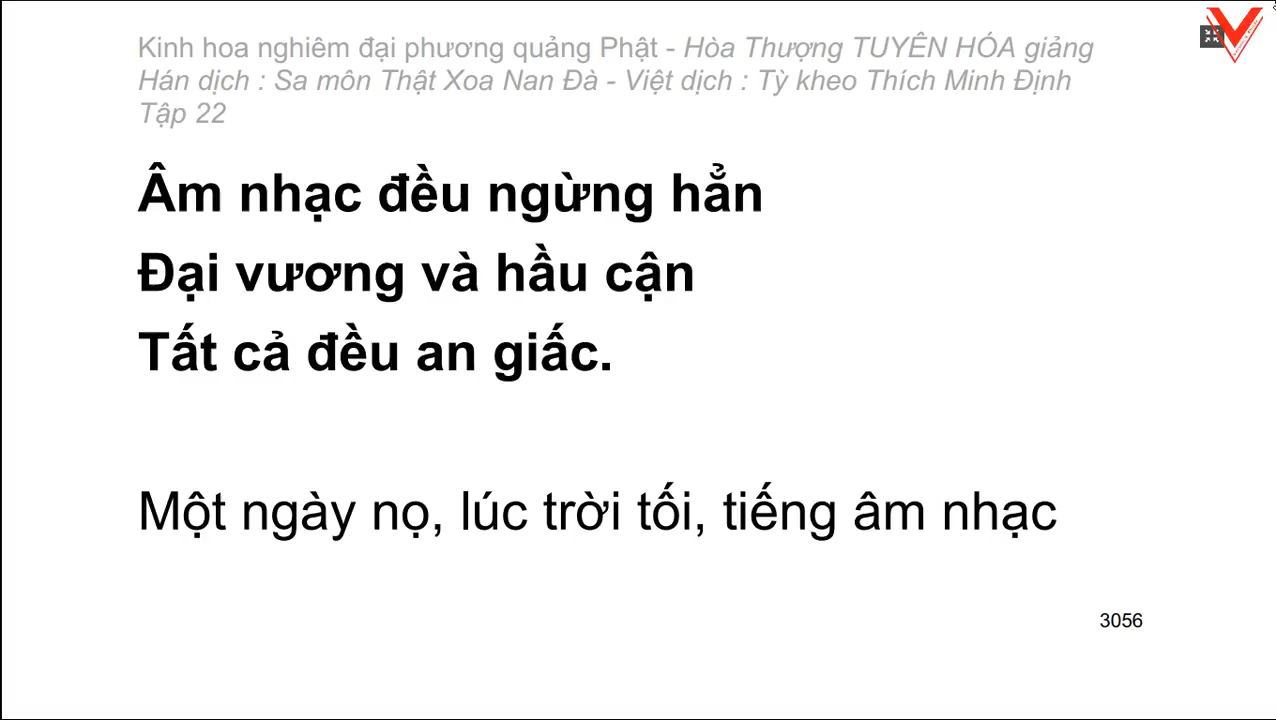 Kinh hoa nghiêm đại phương quảng Phật - Hòa Thượng TUYÊN HÓA giảng
Hán dịch : Sa môn Thật Xoa Nan Đà - Việt dịch : Tỳ kheo Thích Minh Định
Tập 22
Âm nhạc đều ngừng hẳn
Đại vương và hầu cận
Tất cả đều an giấc.
Một ngày nọ, lúc trời tối, tiếng âm nhạc
3056